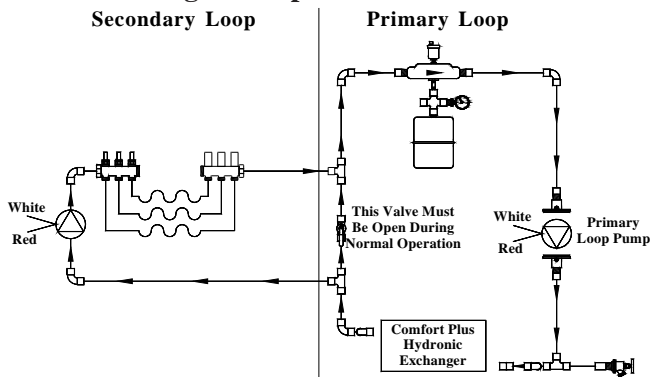 Secondary Loop
Primary Loop
White
Red
This Valve Must
Be Open During
Normal Operation
White
Red
Primary
Loop Pump
Comfort Plus
Hydronic
Exchanger